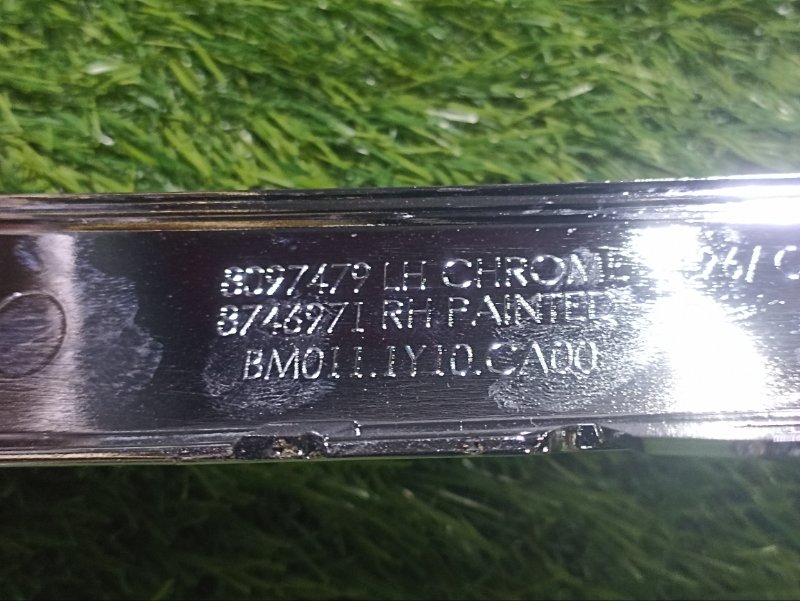 8097479 LH CHROME
8746971 RH PAINTED
BM011.1Y10.CA00